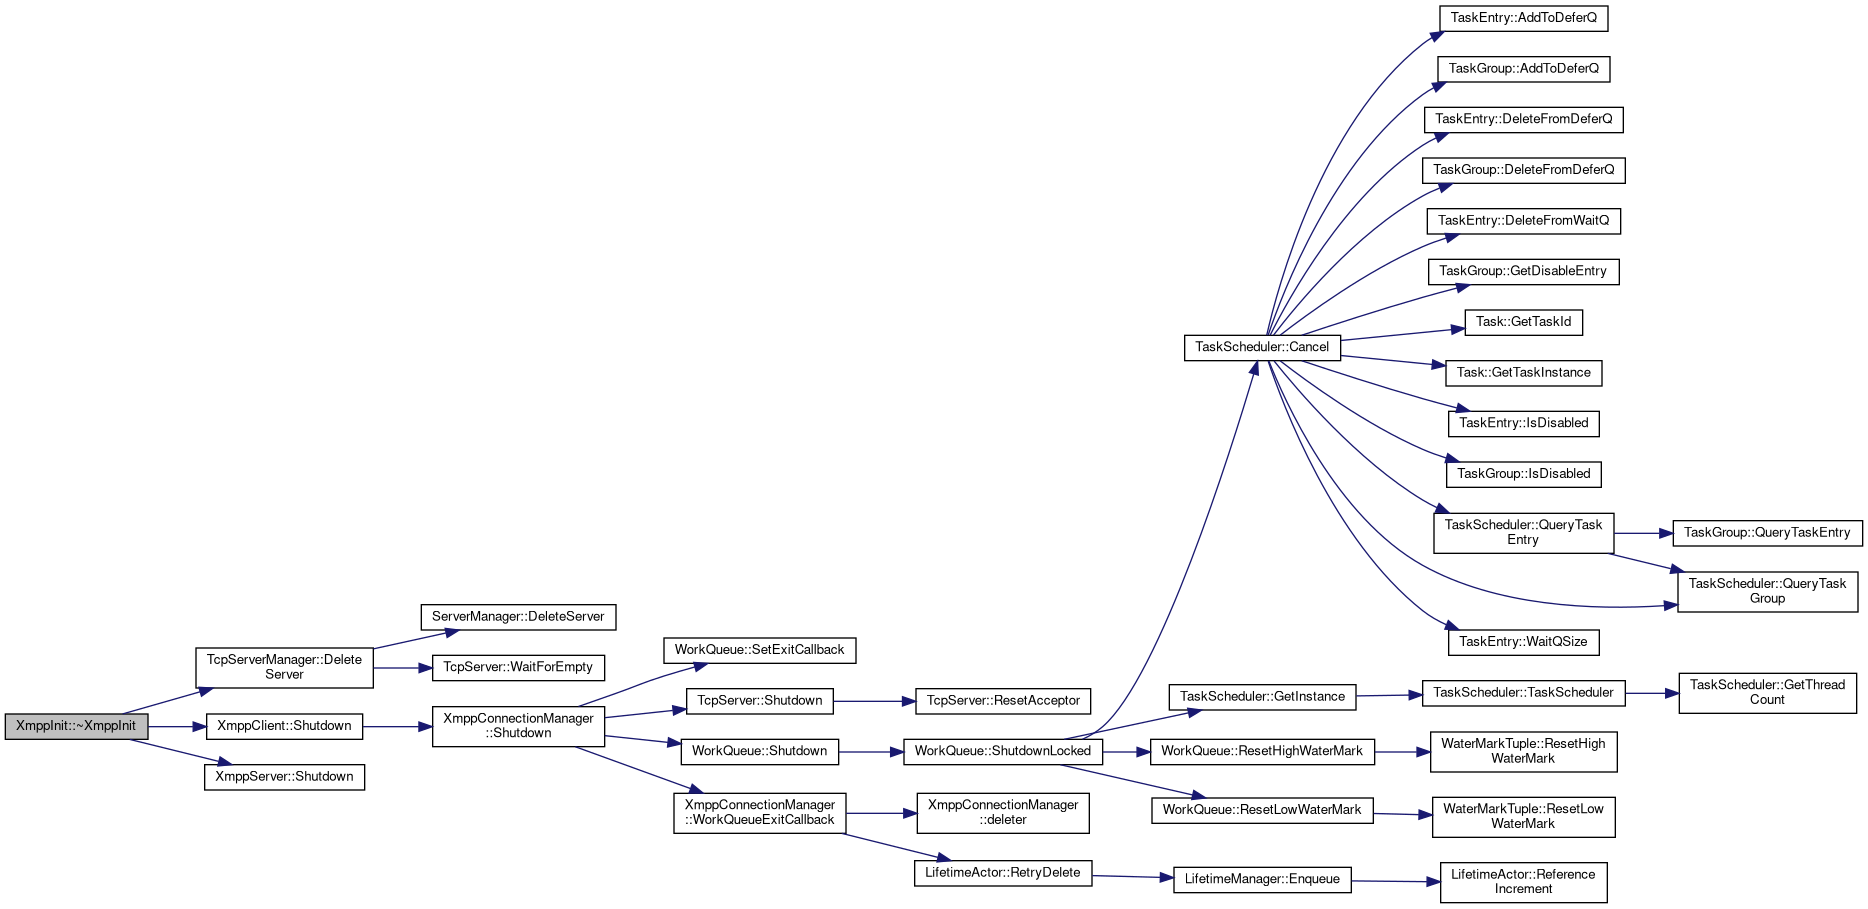 TaskEntry::AddToDeferQ
TaskGroup::AddToDeferQ
TaskEntry::DeleteFromDeferQ
TaskGroup::DeleteFromDeferQ
TaskEntry::DeleteFromWaitQ
TaskGroup::GetDisableEntry
Task::GetTaskId
TaskScheduler::Cancel
Task::GetTaskInstance
TaskEntry::IsDisabled
TaskGroup::IsDisabled
TaskScheduler::QueryTask
Entry
TaskGroup::QueryTaskEntry
TaskScheduler::QueryTask
Group
TaskEntry::WaitQSize
ServerManager::DeleteServer
TcpServerManager::Delete
Server
TcpServer::WaitForEmpty
WorkQueue::SetExitCallback
XmppInit::~XmppInit
XmppClient::Shutdown
XmppConnectionManager
::Shutdown
TcpServer::Shutdown
TcpServer::ResetAcceptor
TaskScheduler::GetInstance
TaskScheduler::TaskScheduler
TaskScheduler::GetThread
Count
WorkQueue::Shutdown
WorkQueue::ShutdownLocked
WorkQueue::ResetHighWaterMark
WaterMarkTuple::ResetHigh
WaterMark
XmppServer::Shutdown
XmppConnectionManager
::WorkQueueExitCallback
XmppConnectionManager
::deleter
WorkQueue::ResetLowWaterMark
WaterMarkTuple::ResetLow
WaterMark
LifetimeActor::RetryDelete
LifetimeManager::Enqueue
LifetimeActor::Reference
Increment